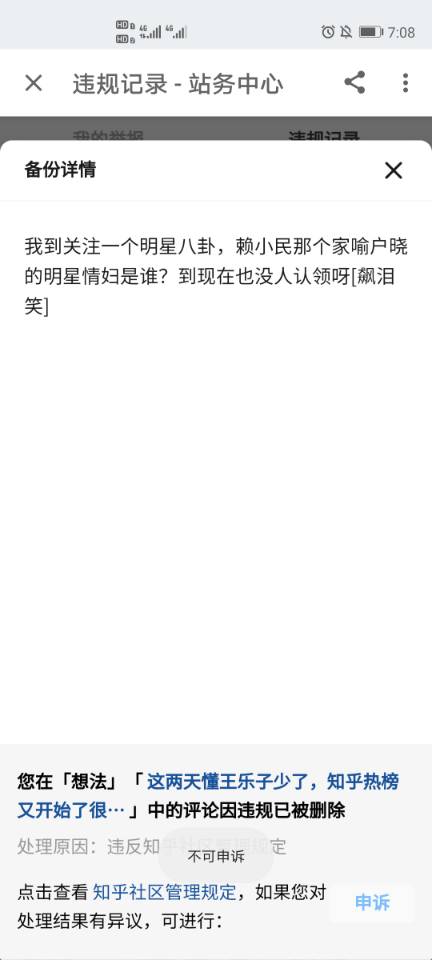 7:08
违规记录 - 站务中心
我的举报 违规记录
备份详情
我到关注一个明星八卦，赖小民那个家喻户晓
的明星情妇是谁？到现在也没人认领呀[飙泪
笑]
您在「想法」「 这两天懂王乐子少了，知乎热榜
又开始了很… 」中的评论因违规已被删除
处理原因：违反知乎社区管理规定
不可申诉
点击查看 知乎社区管理规定，如果您对
处理结果有异议，可进行：
申诉